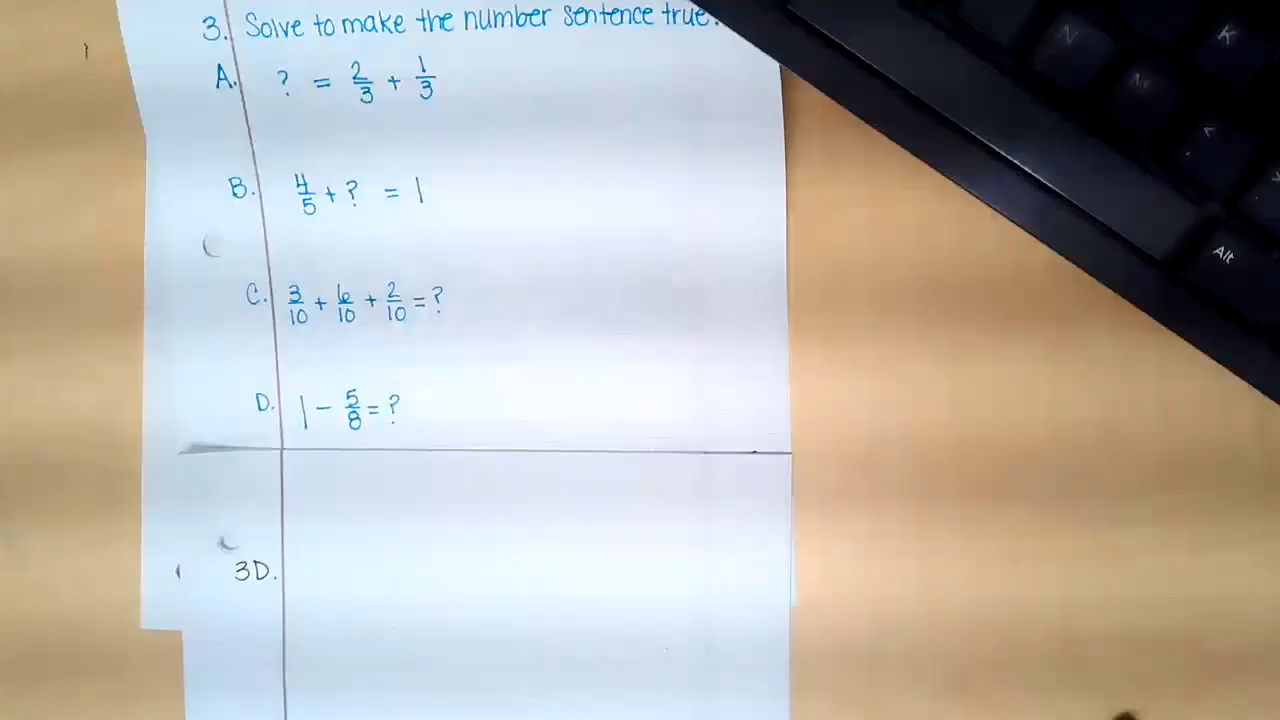 3. Solve to make the number sentence true.
A. ? = 2/3 + 1/3
B. 4/5 + ? = 1
C. 3/10 + 6/10 + 2/10 = ?
D. 1 - 5/8 = ?
3D.
N
M
K
<
Alt